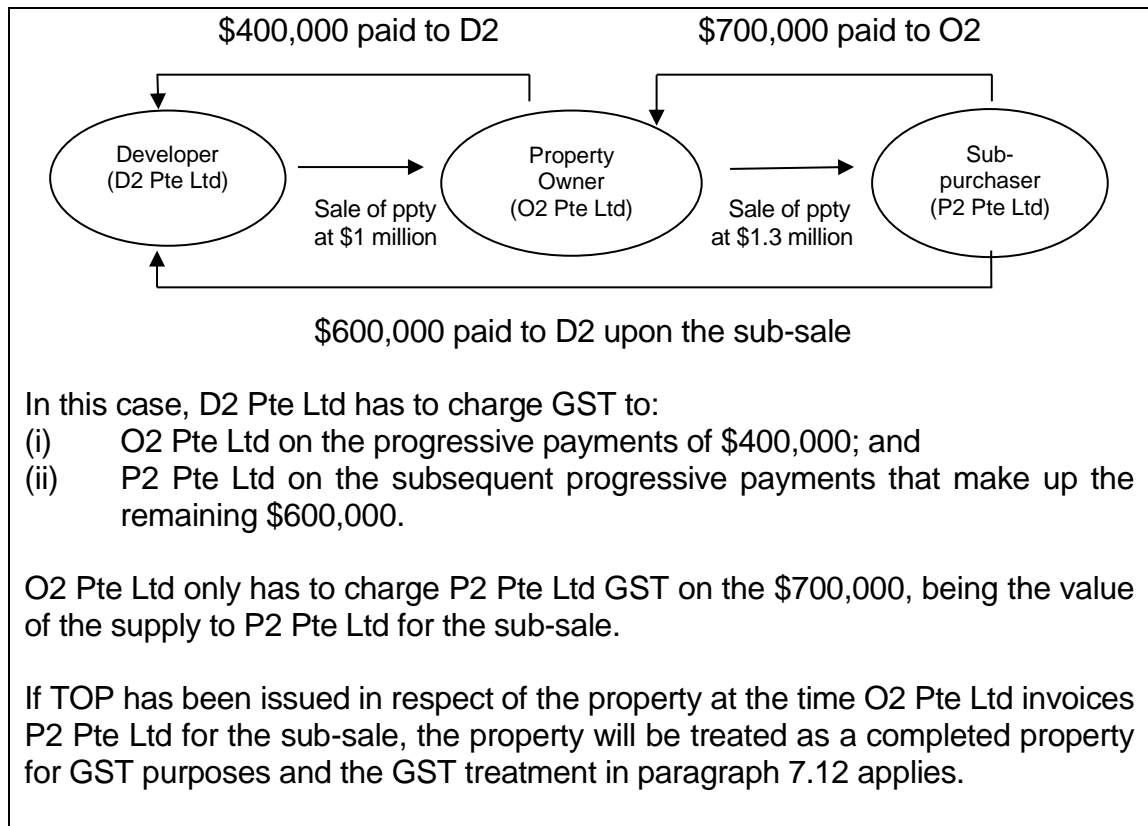 $400,000 paid to D2
$700,000 paid to O2
Developer
(D2 Pte Ltd)
Sale of ppty
at $1 million
Property
Owner
(O2 Pte Ltd)
Sale of ppty
at $1.3 million
Sub-
purchaser
(P2 Pte Ltd)
$600,000 paid to D2 upon the sub-sale
In this case, D2 Pte Ltd has to charge GST to:
(i) O2 Pte Ltd on the progressive payments of $400,000; and
(ii) P2 Pte Ltd on the subsequent progressive payments that make up the
remaining $600,000.
O2 Pte Ltd only has to charge P2 Pte Ltd GST on the $700,000, being the value
of the supply to P2 Pte Ltd for the sub-sale.
If TOP has been issued in respect of the property at the time O2 Pte Ltd invoices
P2 Pte Ltd for the sub-sale, the property will be treated as a completed property
for GST purposes and the GST treatment in paragraph 7.12 applies.